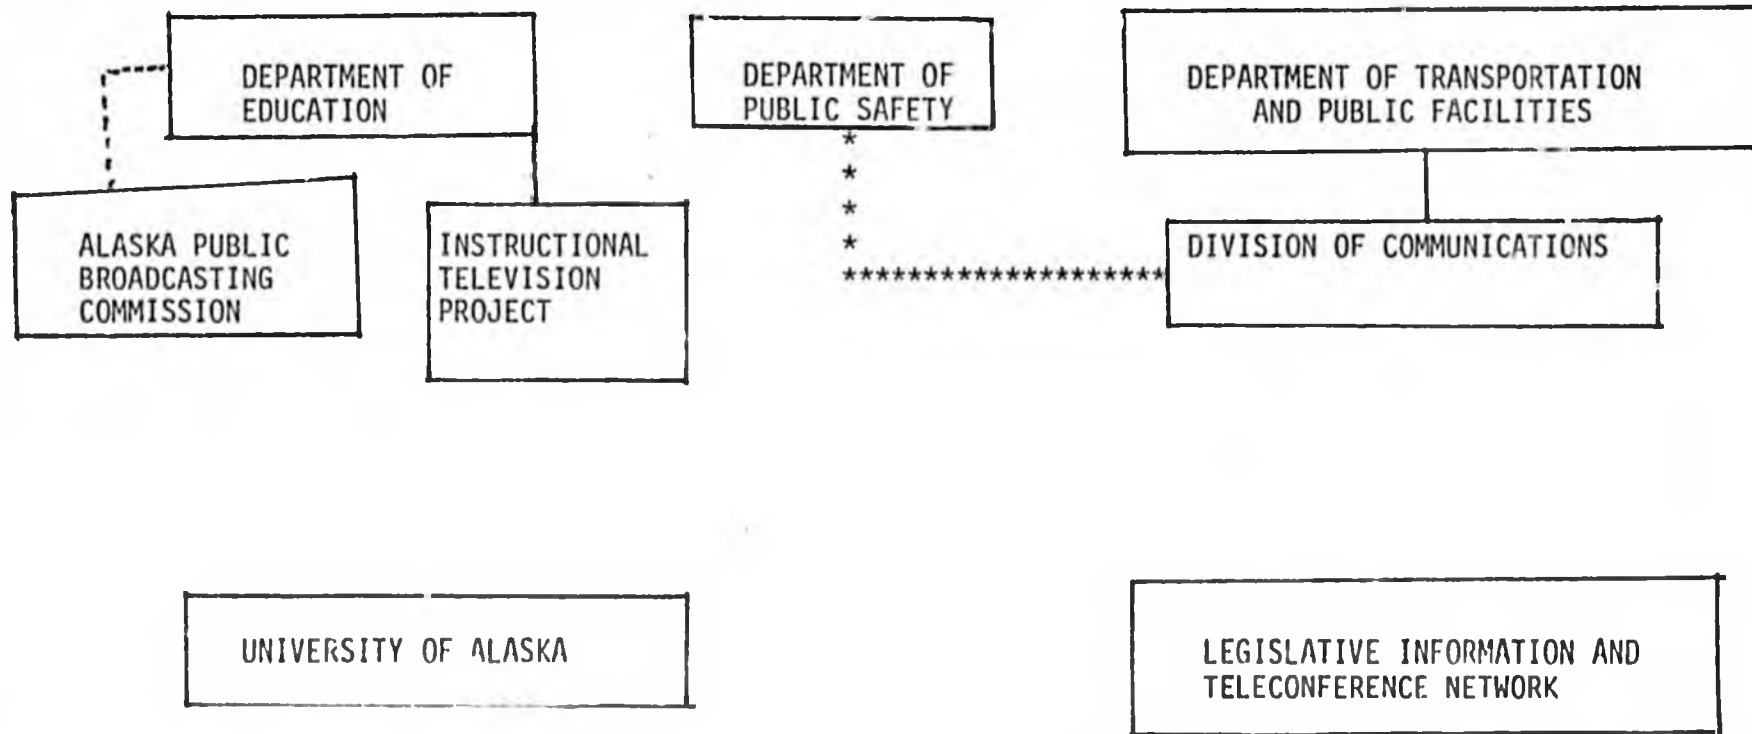 DEPARTMENT OF
EDUCATION
DEPARTMENT OF
PUBLIC SAFETY
DEPARTMENT OF TRANSPORTATION
AND PUBLIC FACILITIES
*
*
*
*
********************
ALASKA PUBLIC
BROADCASTING
COMMISSION
INSTRUCTIONAL
TELEVISION
PROJECT
DIVISION OF COMMUNICATIONS
UNIVERSITY OF ALASKA
LEGISLATIVE INFORMATION AND
TELECONFERENCE NETWORK